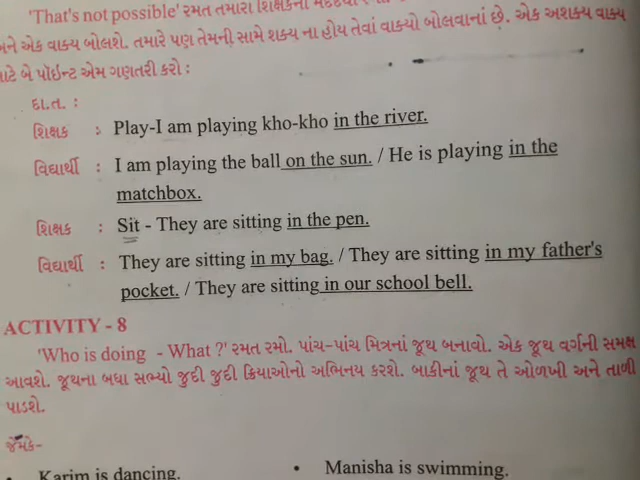 'That's not possible' રમત તમારા શિક્ષકની
અને એક વાક્ય બોલશે. તમારે પણ તેમની સામે શક્ય ના હોય તેવાં વાક્યો બોલવાનાં છે. એક અશક્ય વાક્ય
માટે બે પૉઇન્ટ એમ ગણતરી કરો :
દા.ત. :
શિક્ષક : Play-I am playing kho-kho in the river.
વિદ્યાર્થી : I am playing the ball on the sun. / He is playing in the
matchbox.
શિક્ષક : Sit - They are sitting in the pen.
વિદ્યાર્થી : They are sitting in my bag. / They are sitting in my father's
pocket. / They are sitting in our school bell.
ACTIVITY - 8
'Who is doing - What ?' રમત રમો. પાંચ-પાંચ મિત્રનાં જૂથ બનાવો. એક જૂથ વર્ગની સમક્ષ
આવશે. જૂથના બધા સભ્યો જુદી જુદી ક્રિયાઓનો અભિનય કરશે. બાકીનાં જૂથ તે ઓળખી અને તાળી
પાડશે.
જેમકે-
• Karim is dancing. • Manisha is swimming.